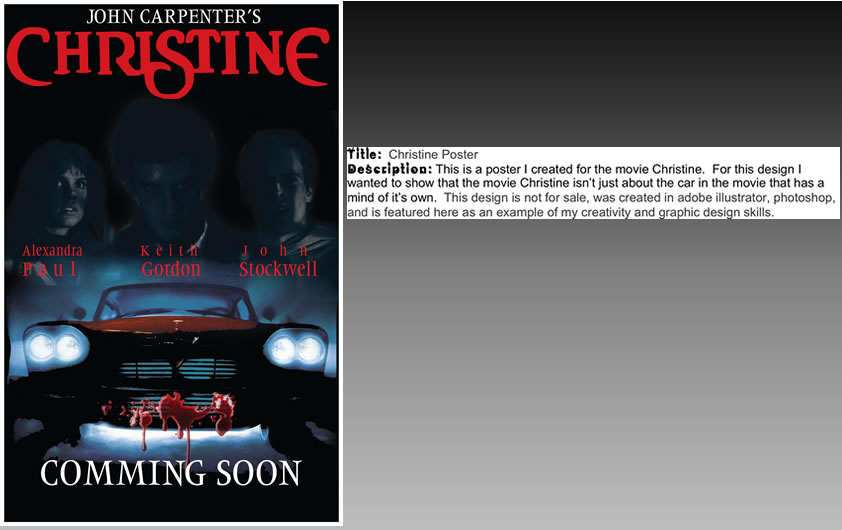 JOHN CARPENTER'S
CHRISTINE
Alexandra Paul
Keith Gordon
John Stockwell
COMMING SOON
Title: Christine Poster
Description: This is a poster I created for the movie Christine. For this design I
wanted to show that the movie Christine isn't just about the car in the movie that has a
mind of it's own. This design is not for sale, was created in adobe illustrator, photoshop,
and is featured here as an example of my creativity and graphic design skills.